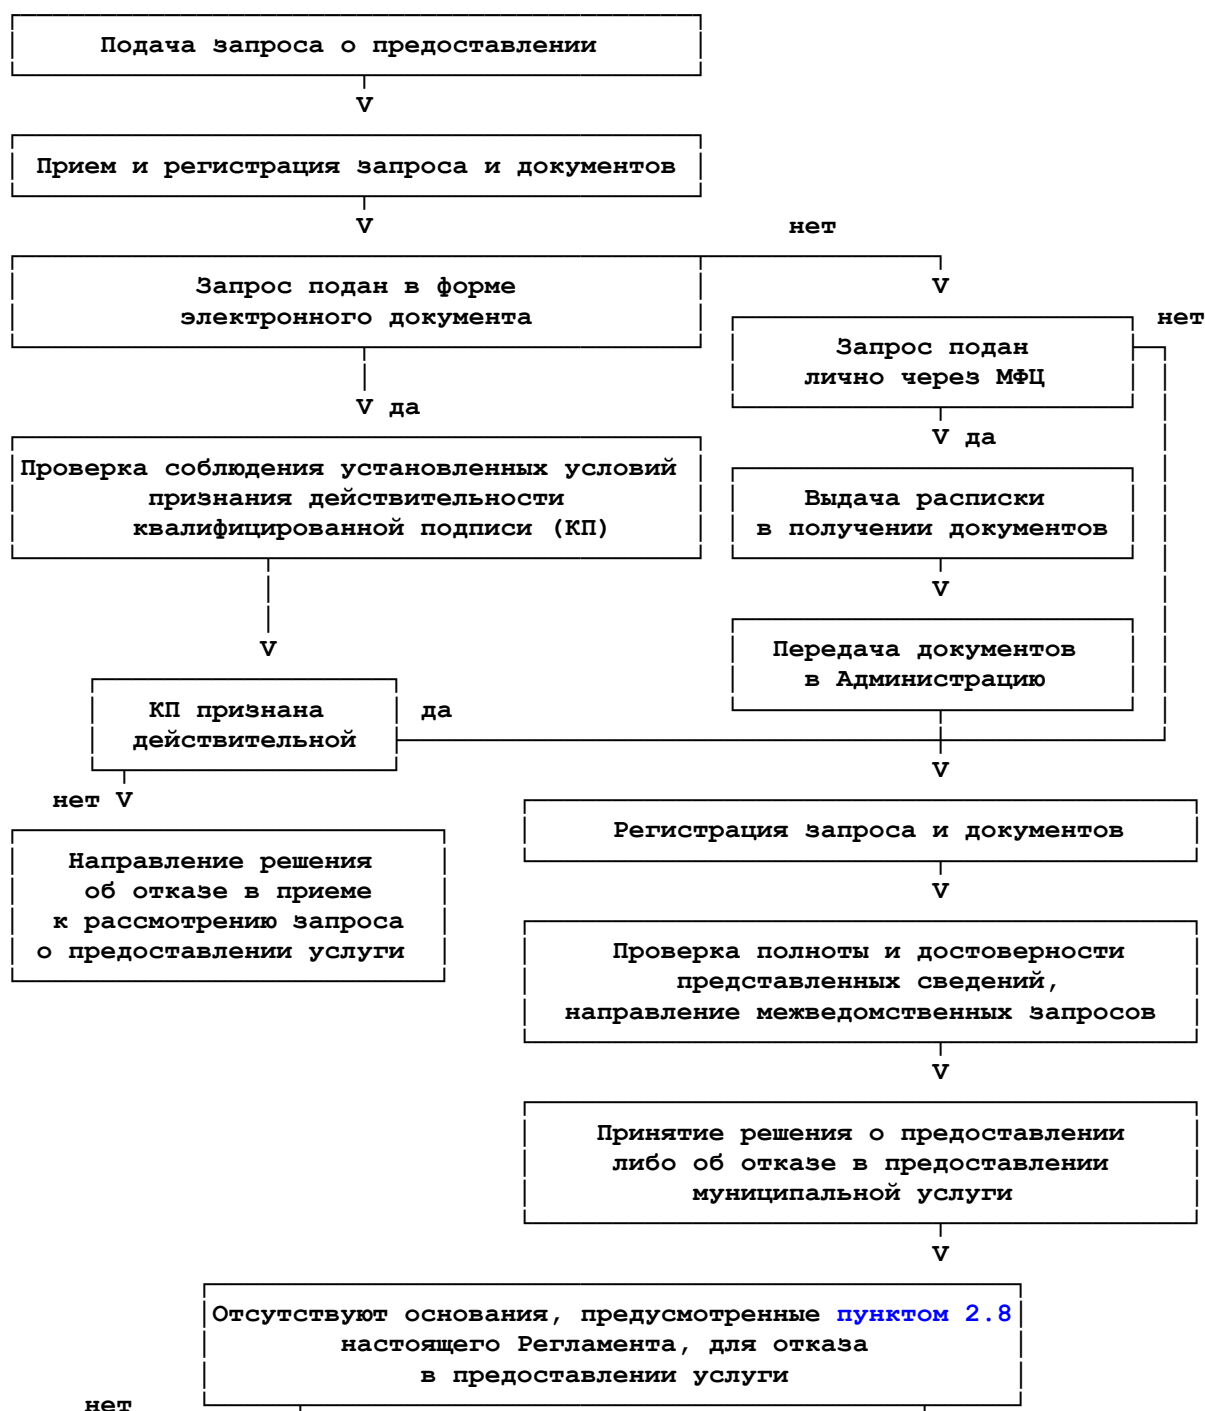 Подача запроса о предоставлении
V
Прием и регистрация запроса и документов
V
нет
Запрос подан в форме
электронного документа
V
нет
Запрос подан
лично через МФЦ
V да
V да
Проверка соблюдения установленных условий
признания действительности
квалифицированной подписи (КП)
Выдача расписки
в получении документов
V
V
Передача документов
в Администрацию
КП признана
действительной
да
V
нет V
Регистрация запроса и документов
Направление решения
об отказе в приеме
к рассмотрению запроса
о предоставлении услуги
V
Проверка полноты и достоверности
представленных сведений,
направление межведомственных запросов
V
Принятие решения о предоставлении
либо об отказе в предоставлении
муниципальной услуги
V
Отсутствуют основания, предусмотренные пунктом 2.8
настоящего Регламента, для отказа
в предоставлении услуги
нет